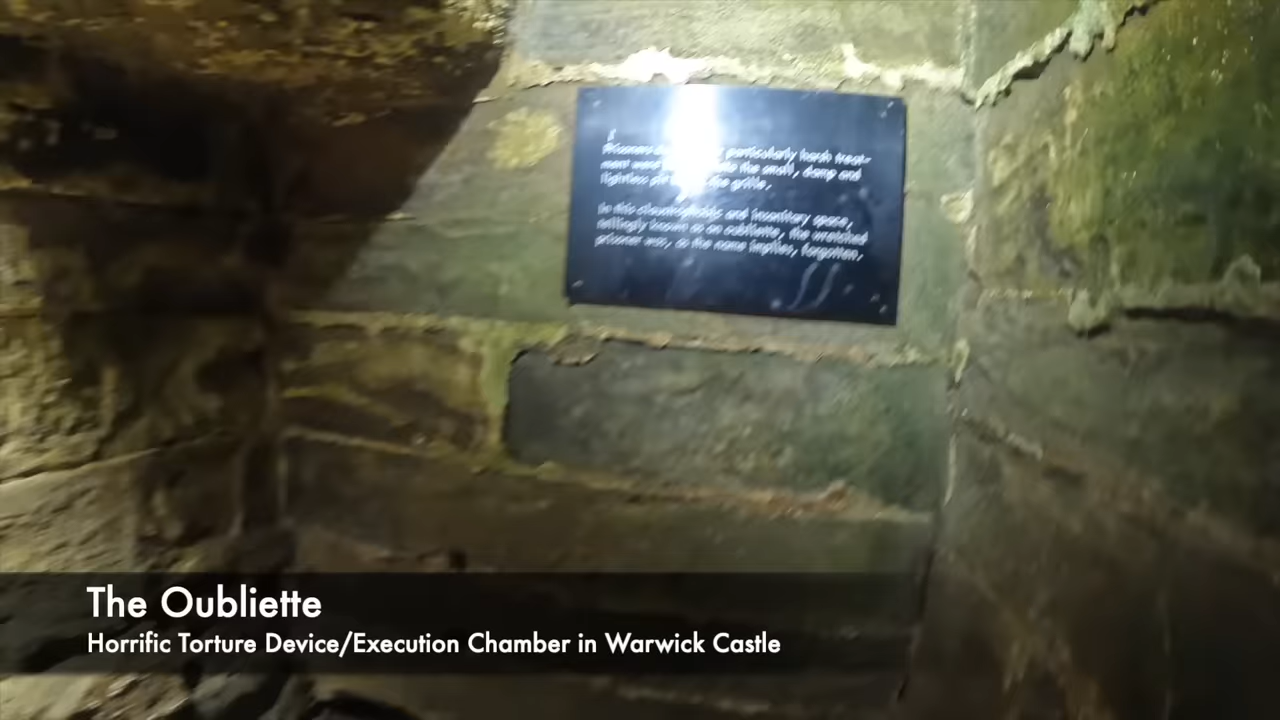 Prisoners particularly harsh treat-
ment were the small, damp and
lightless pit the grille.
In this claustrophobic and insanitary space,
known as an oubliette, the wretched
prisoner was, as the name implies, forgotten.
The Oubliette
Horrific Torture Device/Execution Chamber in Warwick Castle